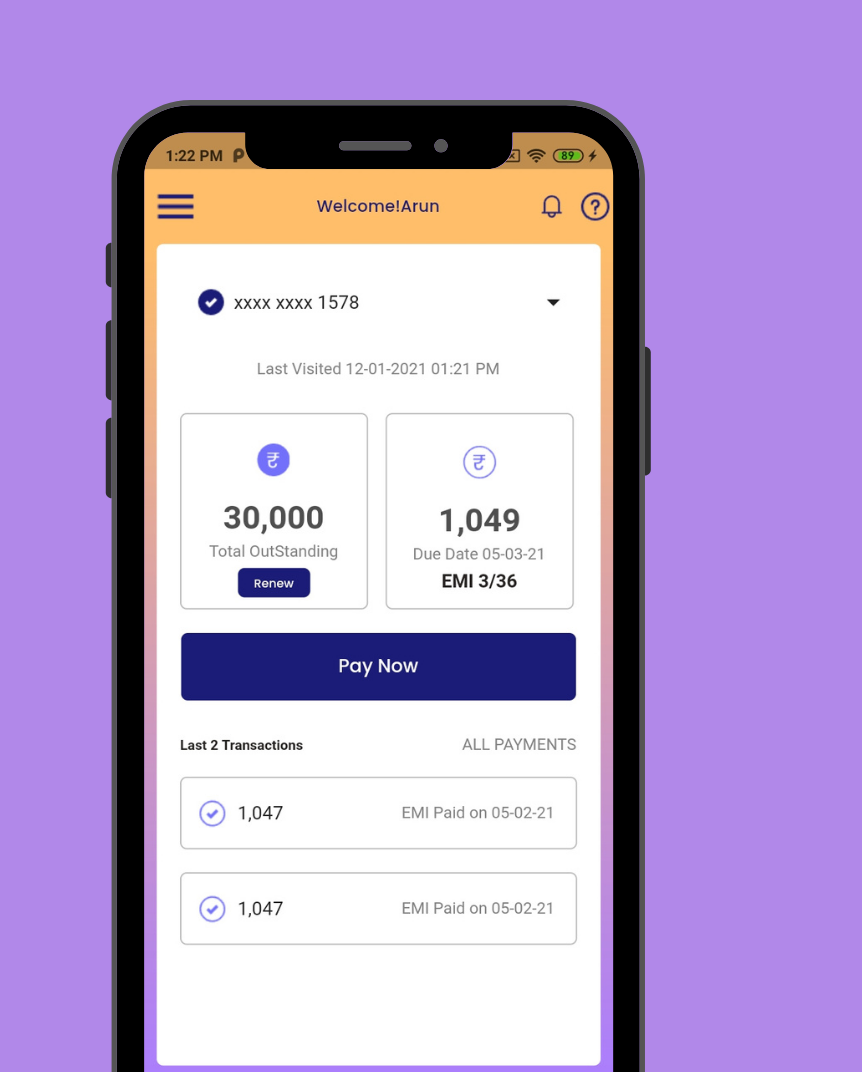 1:22 PM
89
Welcome!Arun
?
xxxx xxxx 1578
Last Visited 12-01-2021 01:21 PM
₹
30,000
Total OutStanding
Renew
₹
1,049
Due Date 05-03-21
EMI 3/36
Pay Now
Last 2 Transactions ALL PAYMENTS
1,047 EMI Paid on 05-02-21
1,047 EMI Paid on 05-02-21